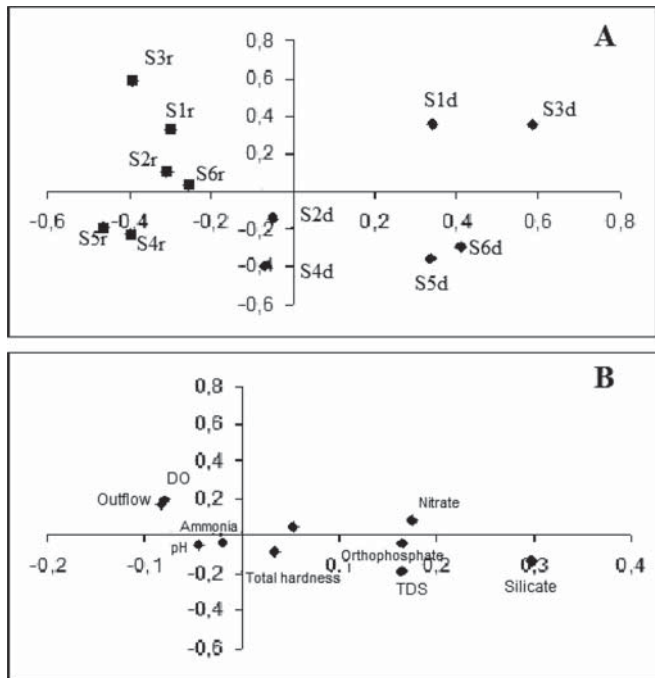 A
0,8
S3r
0,6
S1r
0,4
S1d
S3d
S2r
0,2
S6r
-0,6 -0,4 -0,2 0,2 0,4 0,6 0,8
S5r
S4r
-0,2
S2d
S6d
-0,4
S4d
S5d
-0,6
B
0,8
0,6
0,4
DO
Outflow
0,2
Nitrate
Ammonia
pH
Orthophosphate
-0,2 -0,1 0,1 0,2 0,3 0,4
Total hardness
-0,2
TDS
Silicate
-0,4
-0,6